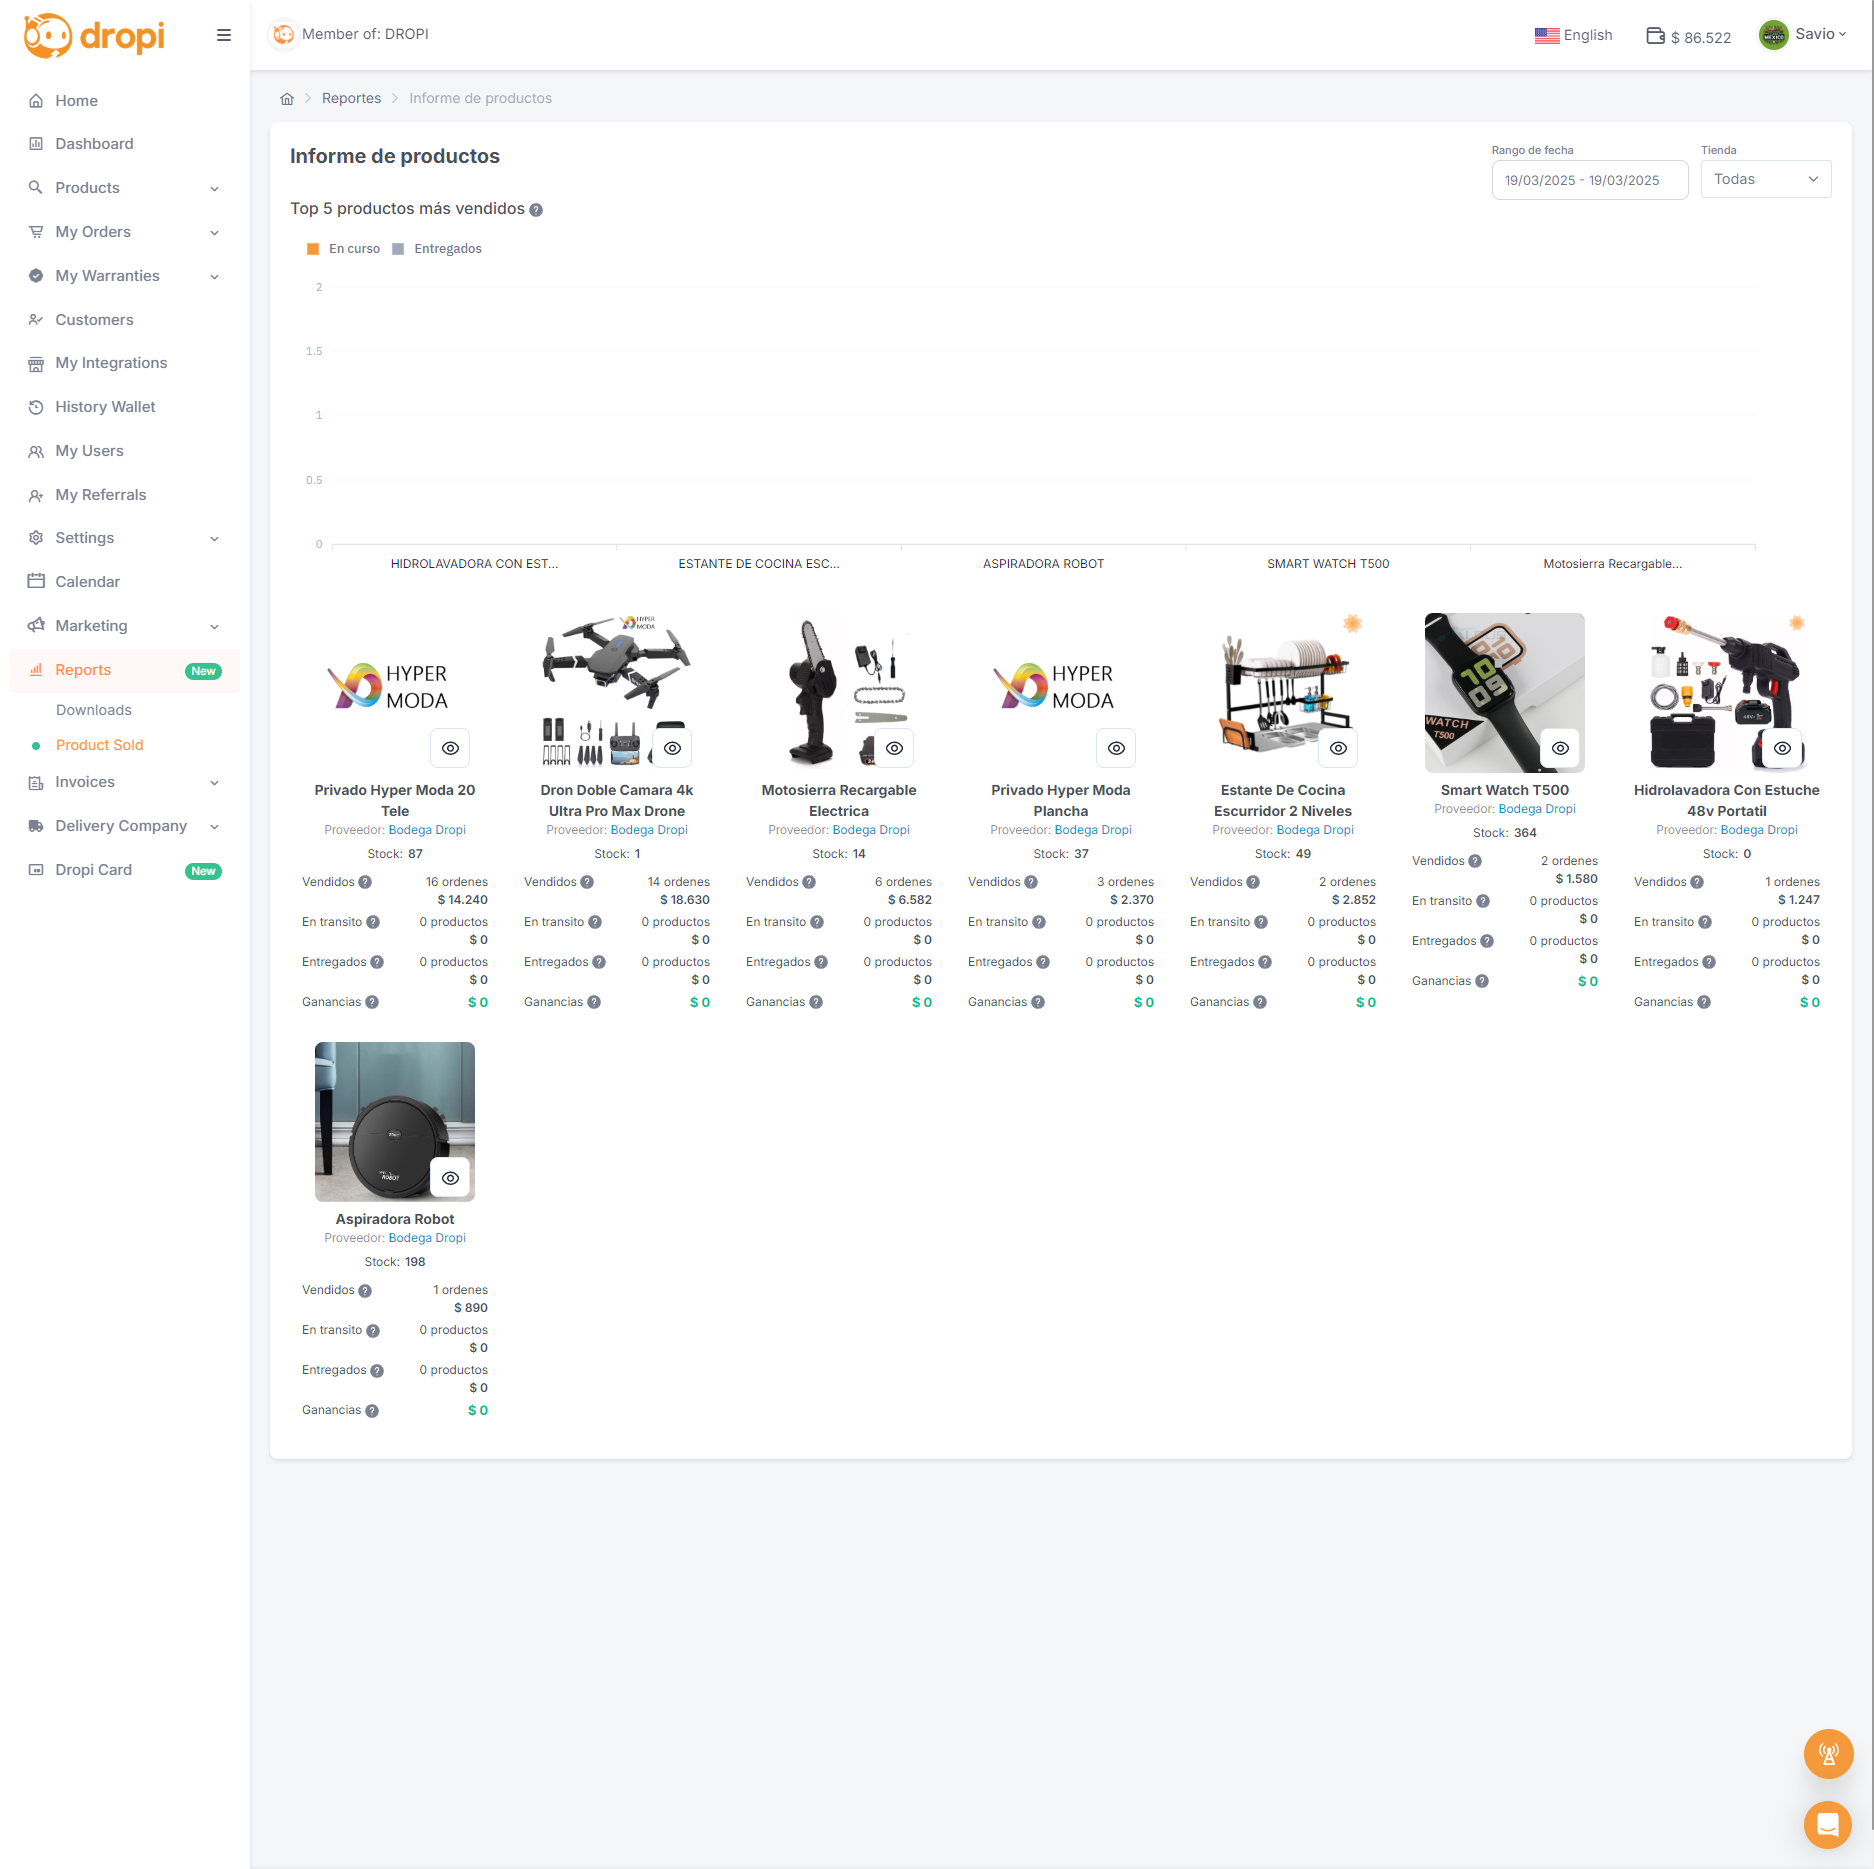 dropi
Member of: DROPI
English
$ 86.522
Savio
Home
Dashboard
Products
My Orders
My Warranties
Customers
My Integrations
History Wallet
My Users
My Referrals
Settings
Calendar
Marketing
Reports New
Downloads
Product Sold
Invoices
Delivery Company
Dropi Card New
Reportes
Informe de productos
Informe de productos
Rango de fecha
19/03/2025 - 19/03/2025
Tienda
Todas
Top 5 productos más vendidos
En curso Entregados
2
1.5
1
0.5
0
HIDROLAVADORA CON EST...
ESTANTE DE COCINA ESC...
ASPIRADORA ROBOT
SMART WATCH T500
Motosierra Recargable...
HYPER
MODA
Privado Hyper Moda 20
Tele
Proveedor: Bodega Dropi
Stock: 87
Vendidos 16 ordenes
$ 14.240
En transito 0 productos
$ 0
Entregados 0 productos
$ 0
Ganancias $ 0
HYPER
MODA
Dron Doble Camara 4k
Ultra Pro Max Drone
Proveedor: Bodega Dropi
Stock: 1
Vendidos 14 ordenes
$ 18.630
En transito 0 productos
$ 0
Entregados 0 productos
$ 0
Ganancias $ 0
Motosierra Recargable
Electrica
Proveedor: Bodega Dropi
Stock: 14
Vendidos 6 ordenes
$ 6.582
En transito 0 productos
$ 0
Entregados 0 productos
$ 0
Ganancias $ 0
HYPER
MODA
Privado Hyper Moda
Plancha
Proveedor: Bodega Dropi
Stock: 37
Vendidos 3 ordenes
$ 2.370
En transito 0 productos
$ 0
Entregados 0 productos
$ 0
Ganancias $ 0
Estante De Cocina
Escurridor 2 Niveles
Proveedor: Bodega Dropi
Stock: 49
Vendidos 2 ordenes
$ 2.852
En transito 0 productos
$ 0
Entregados 0 productos
$ 0
Ganancias $ 0
WATCH
T500
Smart Watch T500
Proveedor: Bodega Dropi
Stock: 364
Vendidos 2 ordenes
$ 1.580
En transito 0 productos
$ 0
Entregados 0 productos
$ 0
Ganancias $ 0
Hidrolavadora Con Estuche
48v Portatil
Proveedor: Bodega Dropi
Stock: 0
Vendidos 1 ordenes
$ 1.247
En transito 0 productos
$ 0
Entregados 0 productos
$ 0
Ganancias $ 0
ROBOT
Aspiradora Robot
Proveedor: Bodega Dropi
Stock: 198
Vendidos 1 ordenes
$ 890
En transito 0 productos
$ 0
Entregados 0 productos
$ 0
Ganancias $ 0